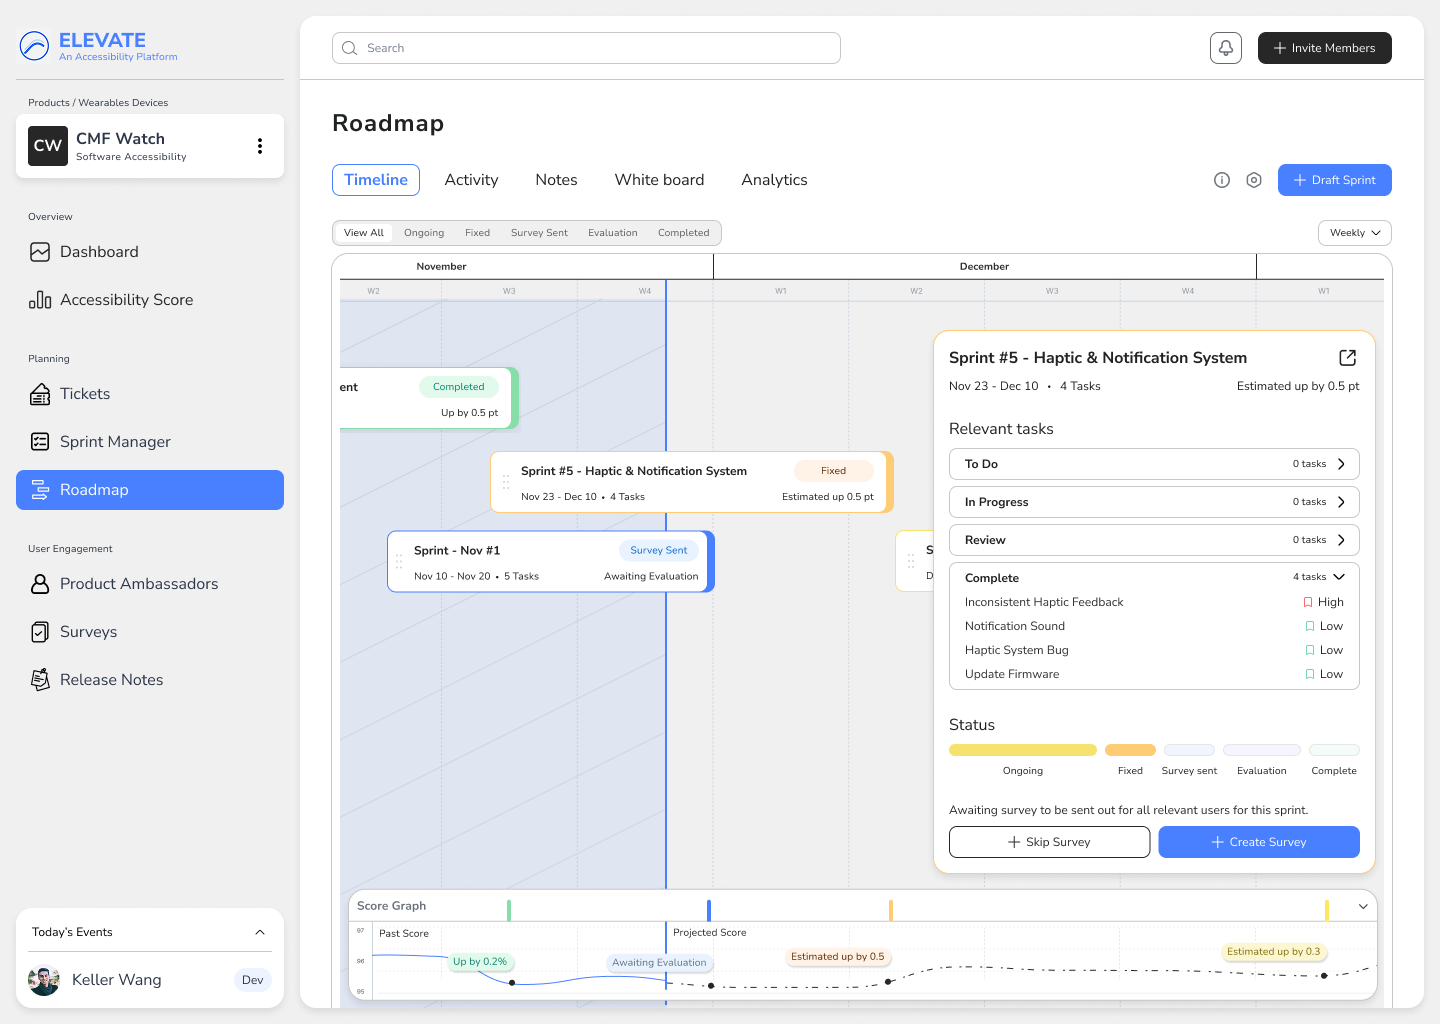 ELEVATE
An Accessibility Platform
Products / Wearables Devices
CW
CMF Watch
Software Accessibility
Overview
Dashboard
Accessibility Score
Planning
Tickets
Sprint Manager
Roadmap
User Engagement
Product Ambassadors
Surveys
Release Notes
Today's Events
Keller Wang
Dev
Search
Invite Members
Roadmap
Timeline
Activity
Notes
White board
Analytics
Draft Sprint
View All
Ongoing
Fixed
Survey Sent
Evaluation
Completed
Weekly
November
December
W2
W3
W4
W1
W2
W3
W4
W1
ent
Completed
Up by 0.5 pt
Sprint #5 - Haptic & Notification System
Fixed
Nov 23 - Dec 10 • 4 Tasks
Estimated up 0.5 pt
Sprint - Nov #1
Survey Sent
Nov 10 - Nov 20 • 5 Tasks
Awaiting Evaluation
S
D
Sprint #5 - Haptic & Notification System
Nov 23 - Dec 10 • 4 Tasks
Estimated up by 0.5 pt
Relevant tasks
To Do
0 tasks
In Progress
0 tasks
Review
0 tasks
Complete
4 tasks
Inconsistent Haptic Feedback
High
Notification Sound
Low
Haptic System Bug
Low
Update Firmware
Low
Status
Ongoing
Fixed
Survey sent
Evaluation
Complete
Awaiting survey to be sent out for all relevant users for this sprint.
Skip Survey
Create Survey
Score Graph
97
96
95
Past Score
Projected Score
Up by 0.2%
Awaiting Evaluation
Estimated up by 0.5
Estimated up by 0.3